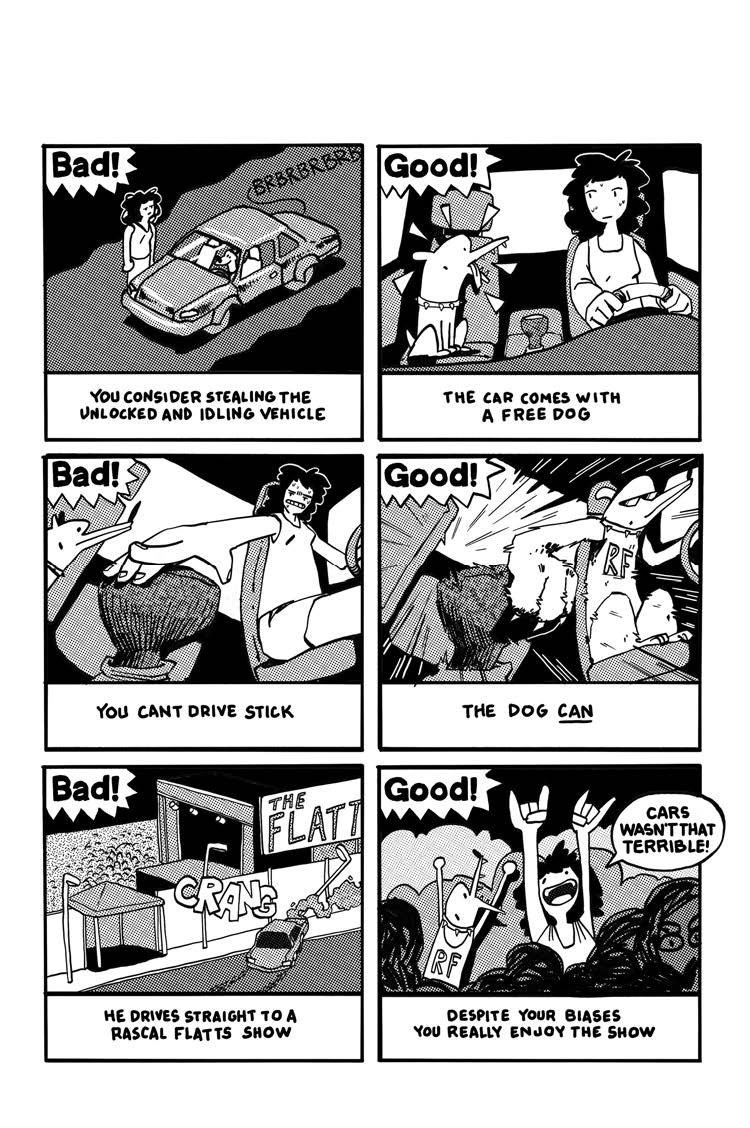 Bad!
BRBRBRBRB
YOU CONSIDER STEALING THE
UNLOCKED AND IDLING VEHICLE
Good!
THE CAR COMES WITH
A FREE DOG
Bad!
YOU CANT DRIVE STICK
Good!
RF
THE DOG CAN
Bad!
THE
FLATT
CRANG
HE DRIVES STRAIGHT TO A
RASCAL FLATTS SHOW
Good!
CARS
WASN'T THAT
TERRIBLE!
RF
DESPITE YOUR BIASES
YOU REALLY ENJOY THE SHOW